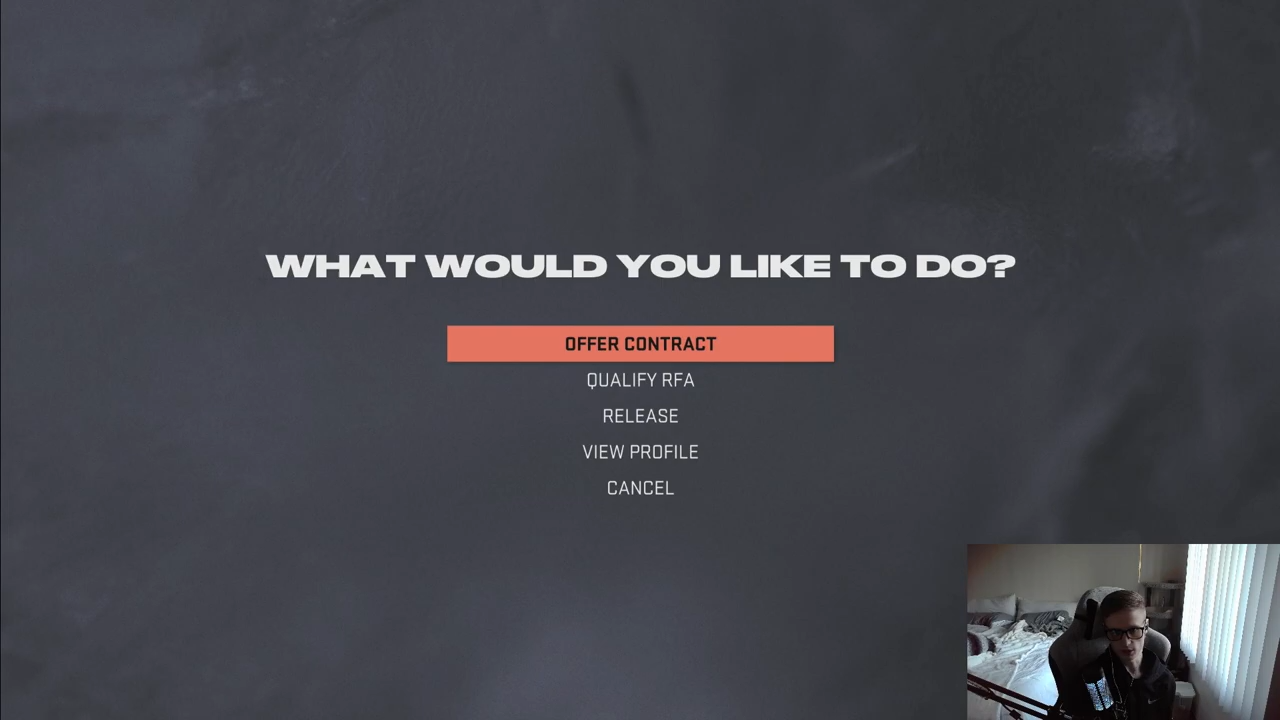 WHAT WOULD YOU LIKE TO DO?
OFFER CONTRACT
QUALIFY RFA
RELEASE
VIEW PROFILE
CANCEL